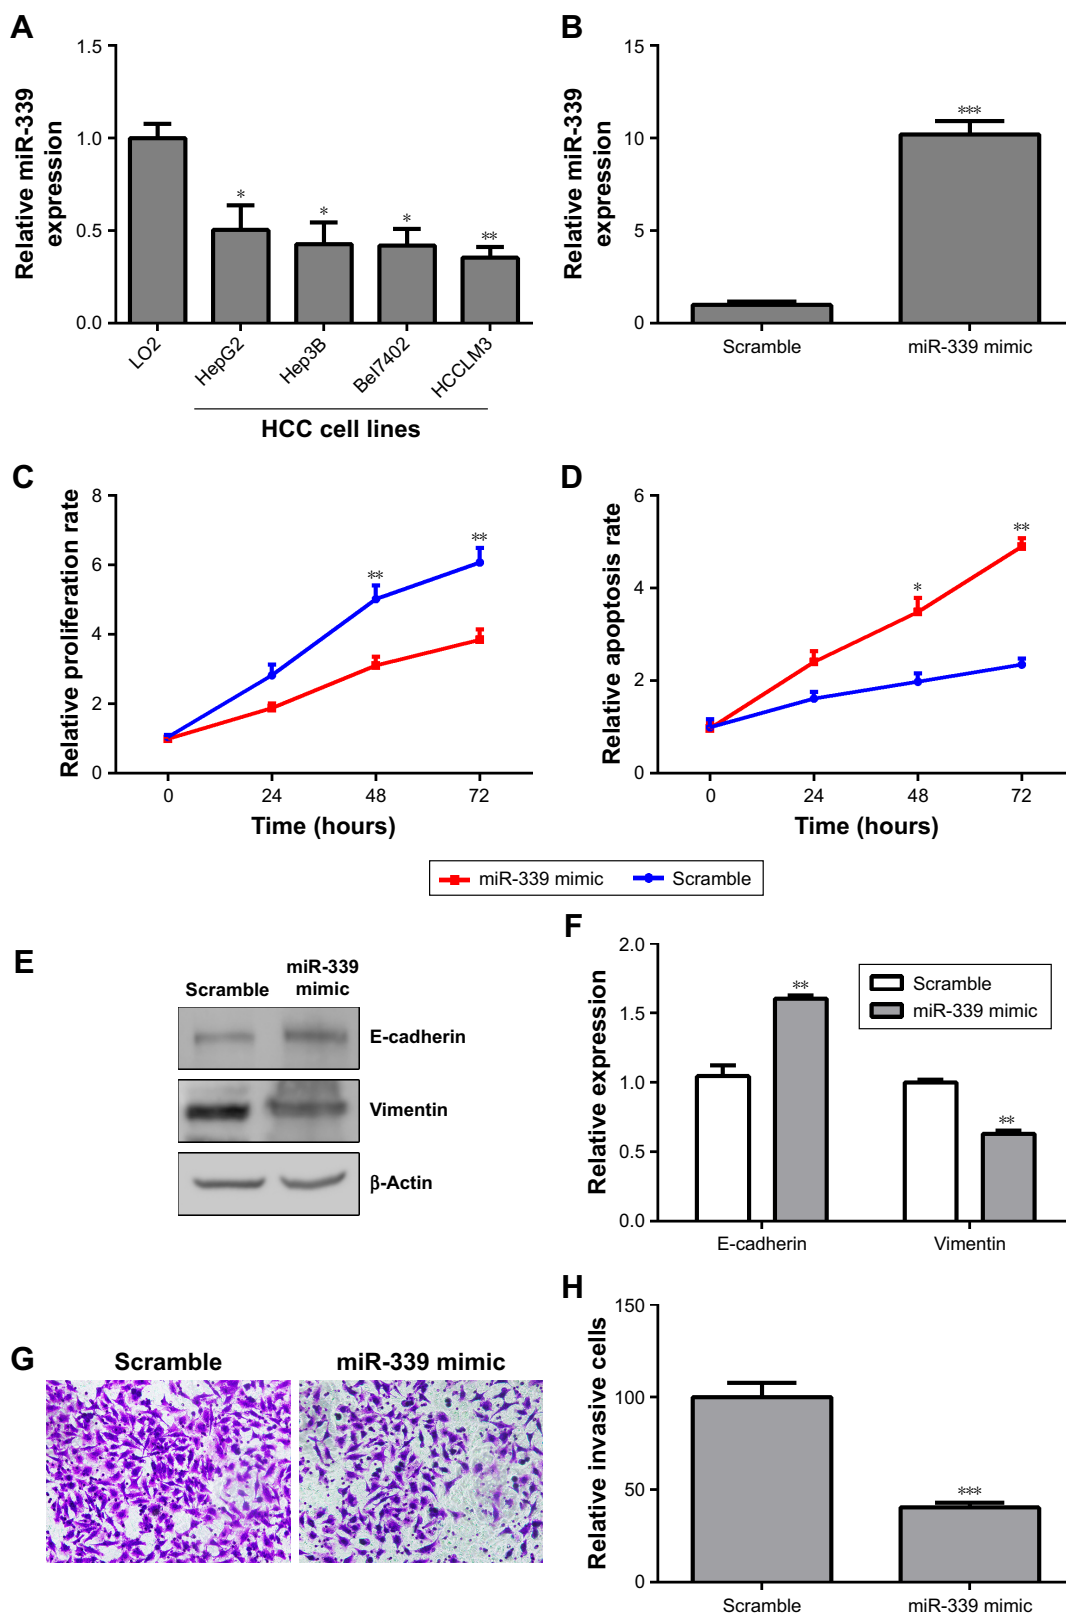 A
Relative miR-339
expression
1.5
1.0
0.5
0.0
*
*
*
**
LO2
HepG2
Hep3B
Bel7402
HCCLM3
HCC cell lines
B
Relative miR-339
expression
15
10
5
0
***
Scramble
miR-339 mimic
C
Relative proliferation rate
8
6
4
2
0
**
**
0
24
48
72
Time (hours)
D
Relative apoptosis rate
6
4
2
0
*
**
0
24
48
72
Time (hours)
miR-339 mimic
Scramble
E
Scramble
miR-339
mimic
E-cadherin
Vimentin
β-Actin
F
Relative expression
2.0
1.5
1.0
0.5
0.0
**
**
Scramble
miR-339 mimic
E-cadherin
Vimentin
G
Scramble
miR-339 mimic
H
Relative invasive cells
150
100
50
0
***
Scramble
miR-339 mimic